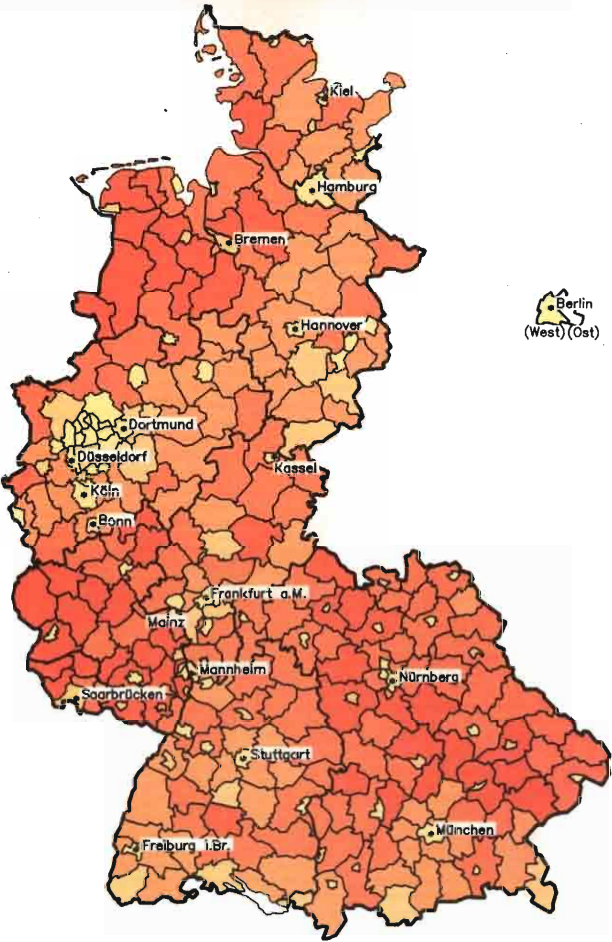 Kiel
Hamburg
Bremen
Berlin
(West) (Ost)
Hannover
Dortmund
Düsseldorf
Kassel
Köln
Bonn
Frankfurt a.M.
Mainz
Mannheim
Nürnberg
Saarbrücken
Stuttgart
München
Freiburg i.Br.